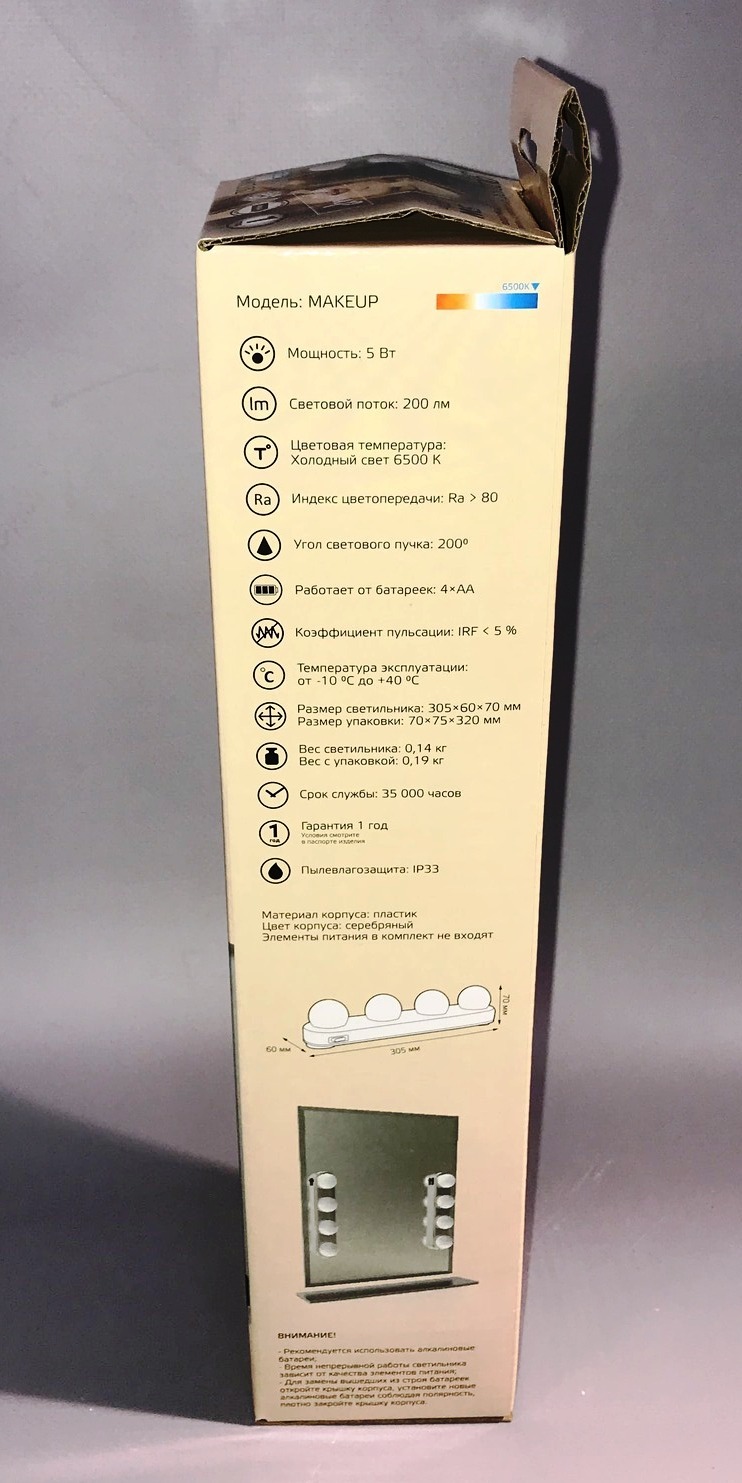 6500K
Модель: MAKEUP
Мощность: 5 Вт
lm
Световой поток: 200 лм
T°
Цветовая температура:
Холодный свет 6500 К
Ra
Индекс цветопередачи: Ra > 80
Угол светового пучка: 200º
Работает от батареек: 4×АА
Коэффициент пульсации: IRF < 5 %
°C
Температура эксплуатации:
от -10 ºС до +40 ºС
Размер светильника: 305×60×70 мм
Размер упаковки: 70×75×320 мм
Вес светильника: 0,14 кг
Вес с упаковкой: 0,19 кг
Срок службы: 35 000 часов
1
год
Гарантия 1 год
Условия смотрите
в паспорте изделия
Пылевлагозащита: IP33
Материал корпуса: пластик
Цвет корпуса: серебряный
Элементы питания в комплект не входят
70 мм
60 мм
305 мм
ВНИМАНИЕ!
- Рекомендуется использовать алкалиновые
батареи;
- Время непрерывной работы светильника
зависит от качества элементов питания;
- Для замены вышедших из строя батареек
откройте крышку корпуса, установите новые
алкалиновые батареи соблюдая полярность,
плотно закройте крышку корпуса.